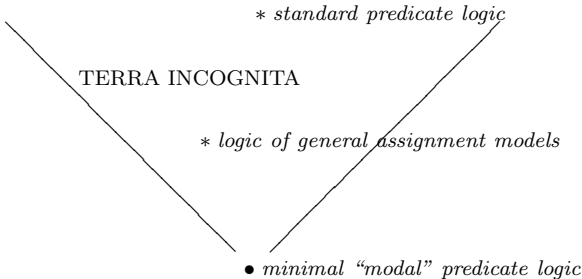 * standard predicate logic
TERRA INCOGNITA
* logic of general assignment models
• minimal “modal” predicate logic